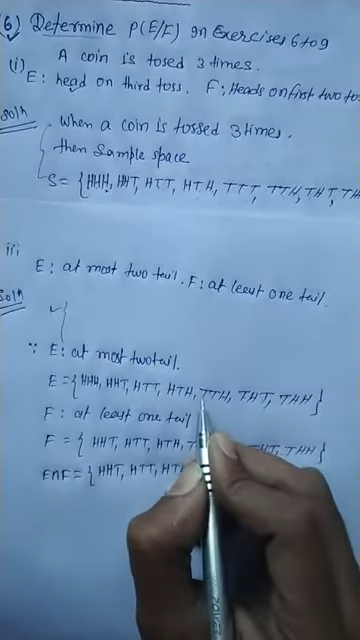 (6) Determine P(E/F) in Exercises 6 to 9
A coin is tossed 3 times.
(i) E: head on third toss. F: Heads on first two
Soln
when a coin is tossed 3 times.
then Sample space
S= {HHH, HHT, HTT, HTH, TTT, TTH, THT,
iii
E: at most two tail. F: at least one tail.
Soln
∵ E: at most two tail.
E = {HHH, HHT, HTT, HTH, TTH, THT, THH}
F: at least one tail
F = {HHT, HTT, HTH, THH}
E∩F = {HHT, HTT,